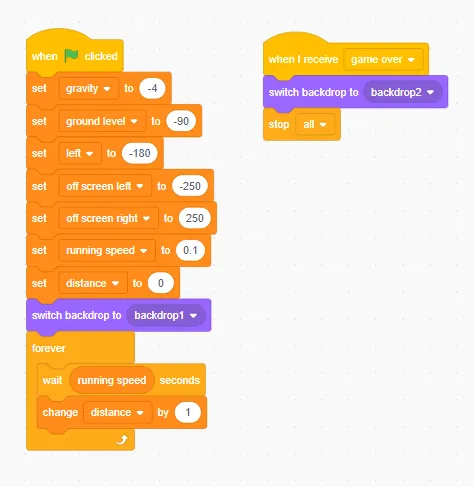 when clicked
set gravity to -4
set ground level to -90
set left to -180
set off screen left to -250
set off screen right to 250
set running speed to 0.1
set distance to 0
switch backdrop to backdrop1
forever
wait running speed seconds
change distance by 1
when I receive game over
switch backdrop to backdrop2
stop all